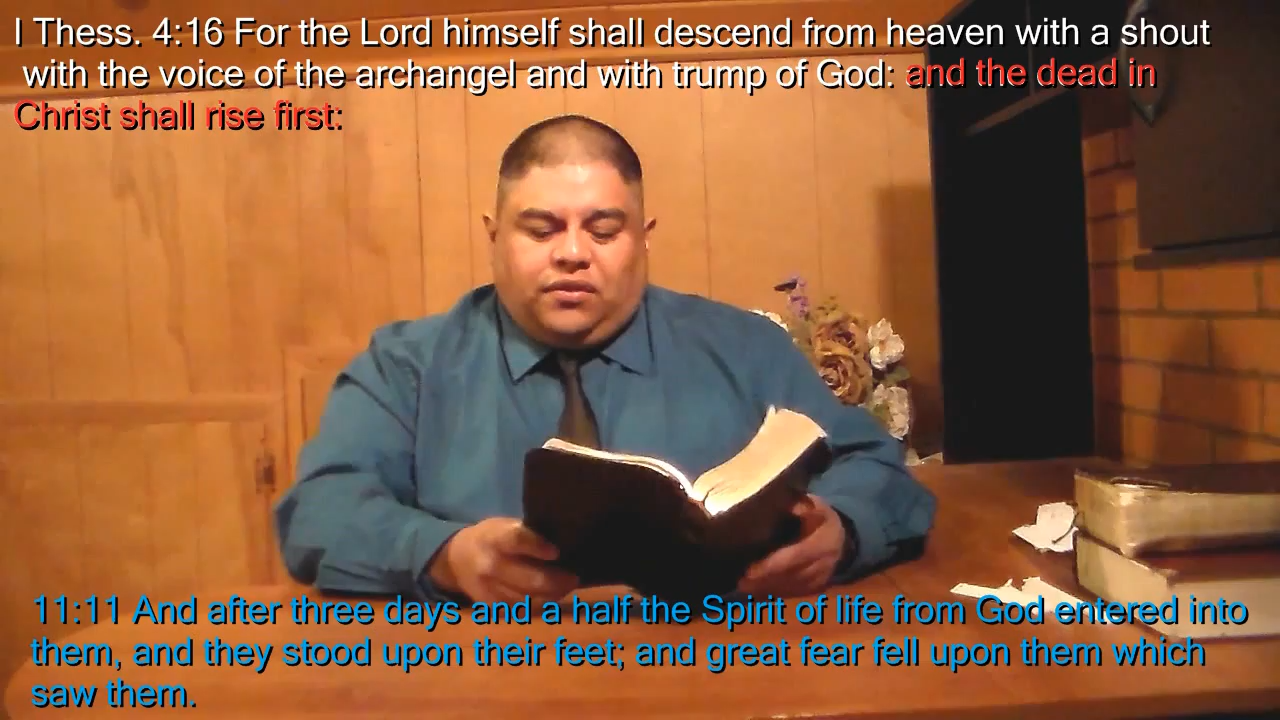 I Thess. 4:16 For the Lord himself shall descend from heaven with a shout
with the voice of the archangel and with trump of God: and the dead in
Christ shall rise first:
11:11 And after three days and a half the Spirit of life from God entered into
them, and they stood upon their feet; and great fear fell upon them which
saw them.